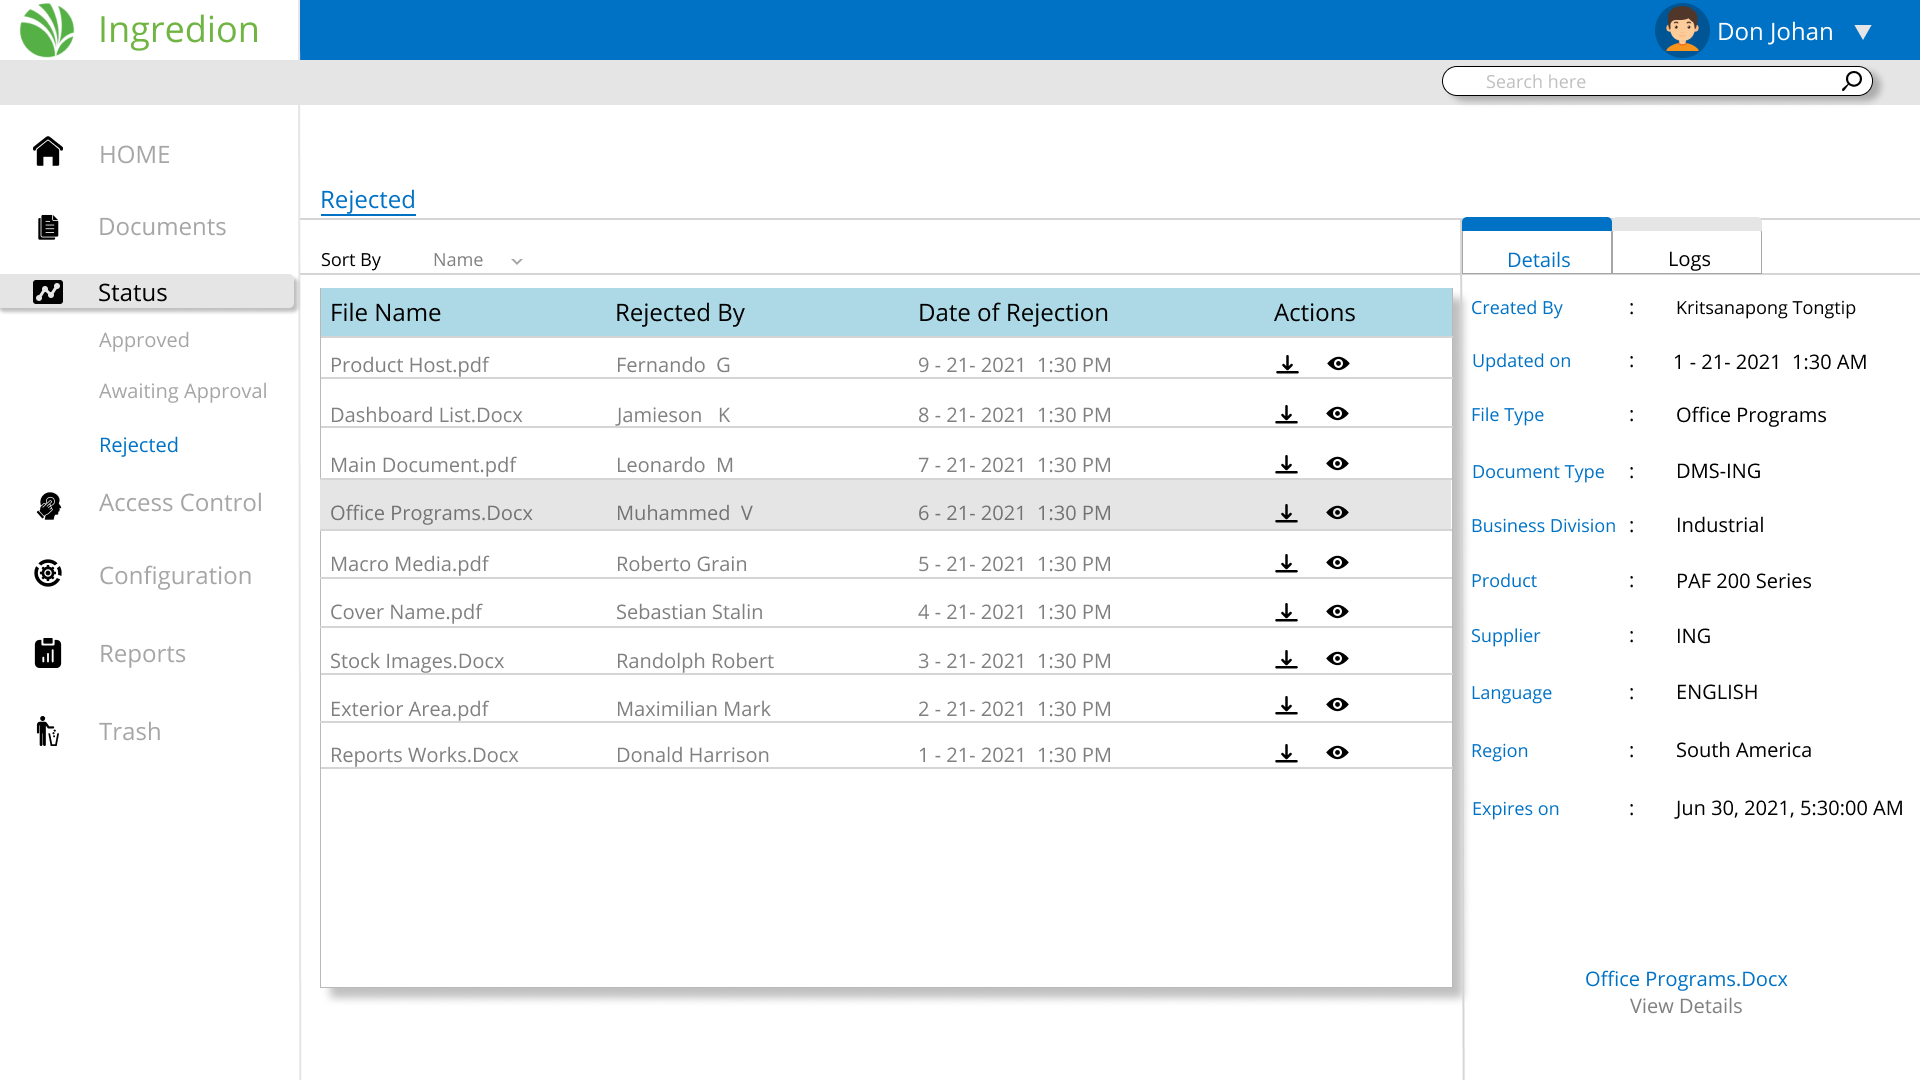 Ingredion
Don Johan
Search here
HOME
Documents
Status
Approved
Awaiting Approval
Rejected
Access Control
Configuration
Reports
Trash
Rejected
Sort By Name
File Name Rejected By Date of Rejection Actions
Product Host.pdf Fernando G 9 - 21- 2021 1:30 PM
Dashboard List.Docx Jamieson K 8 - 21- 2021 1:30 PM
Main Document.pdf Leonardo M 7 - 21- 2021 1:30 PM
Office Programs.Docx Muhammed V 6 - 21- 2021 1:30 PM
Macro Media.pdf Roberto Grain 5 - 21- 2021 1:30 PM
Cover Name.pdf Sebastian Stalin 4 - 21- 2021 1:30 PM
Stock Images.Docx Randolph Robert 3 - 21- 2021 1:30 PM
Exterior Area.pdf Maximilian Mark 2 - 21- 2021 1:30 PM
Reports Works.Docx Donald Harrison 1 - 21- 2021 1:30 PM
Details Logs
Created By : Kritsanapong Tongtip
Updated on : 1 - 21- 2021 1:30 AM
File Type : Office Programs
Document Type : DMS-ING
Business Division : Industrial
Product : PAF 200 Series
Supplier : ING
Language : ENGLISH
Region : South America
Expires on : Jun 30, 2021, 5:30:00 AM
Office Programs.Docx
View Details